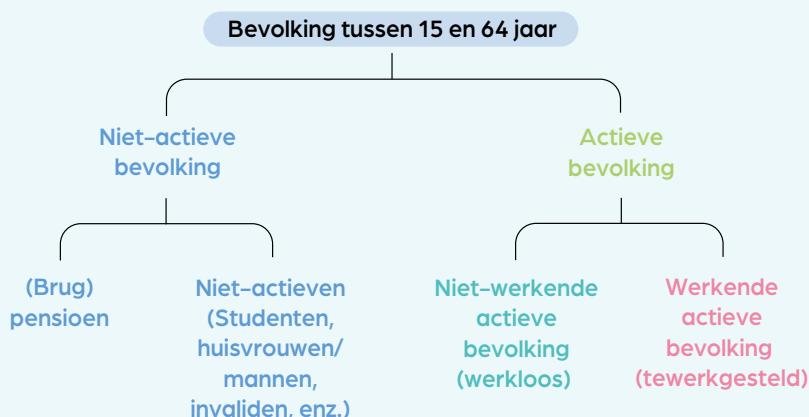 Bevolking tussen 15 en 64 jaar
Niet-actieve
bevolking
Actieve
bevolking
(Brug)
pensioen
Niet-actieven
(Studenten,
huisvrouwen/
mannen,
invaliden, enz.)
Niet-werkende
actieve
bevolking
(werkloos)
Werkende
actieve
bevolking
(tewerkgesteld)